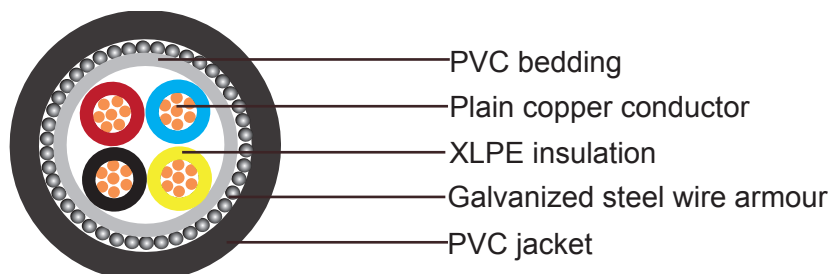 PVC bedding
Plain copper conductor
XLPE insulation
Galvanized steel wire armour
PVC jacket